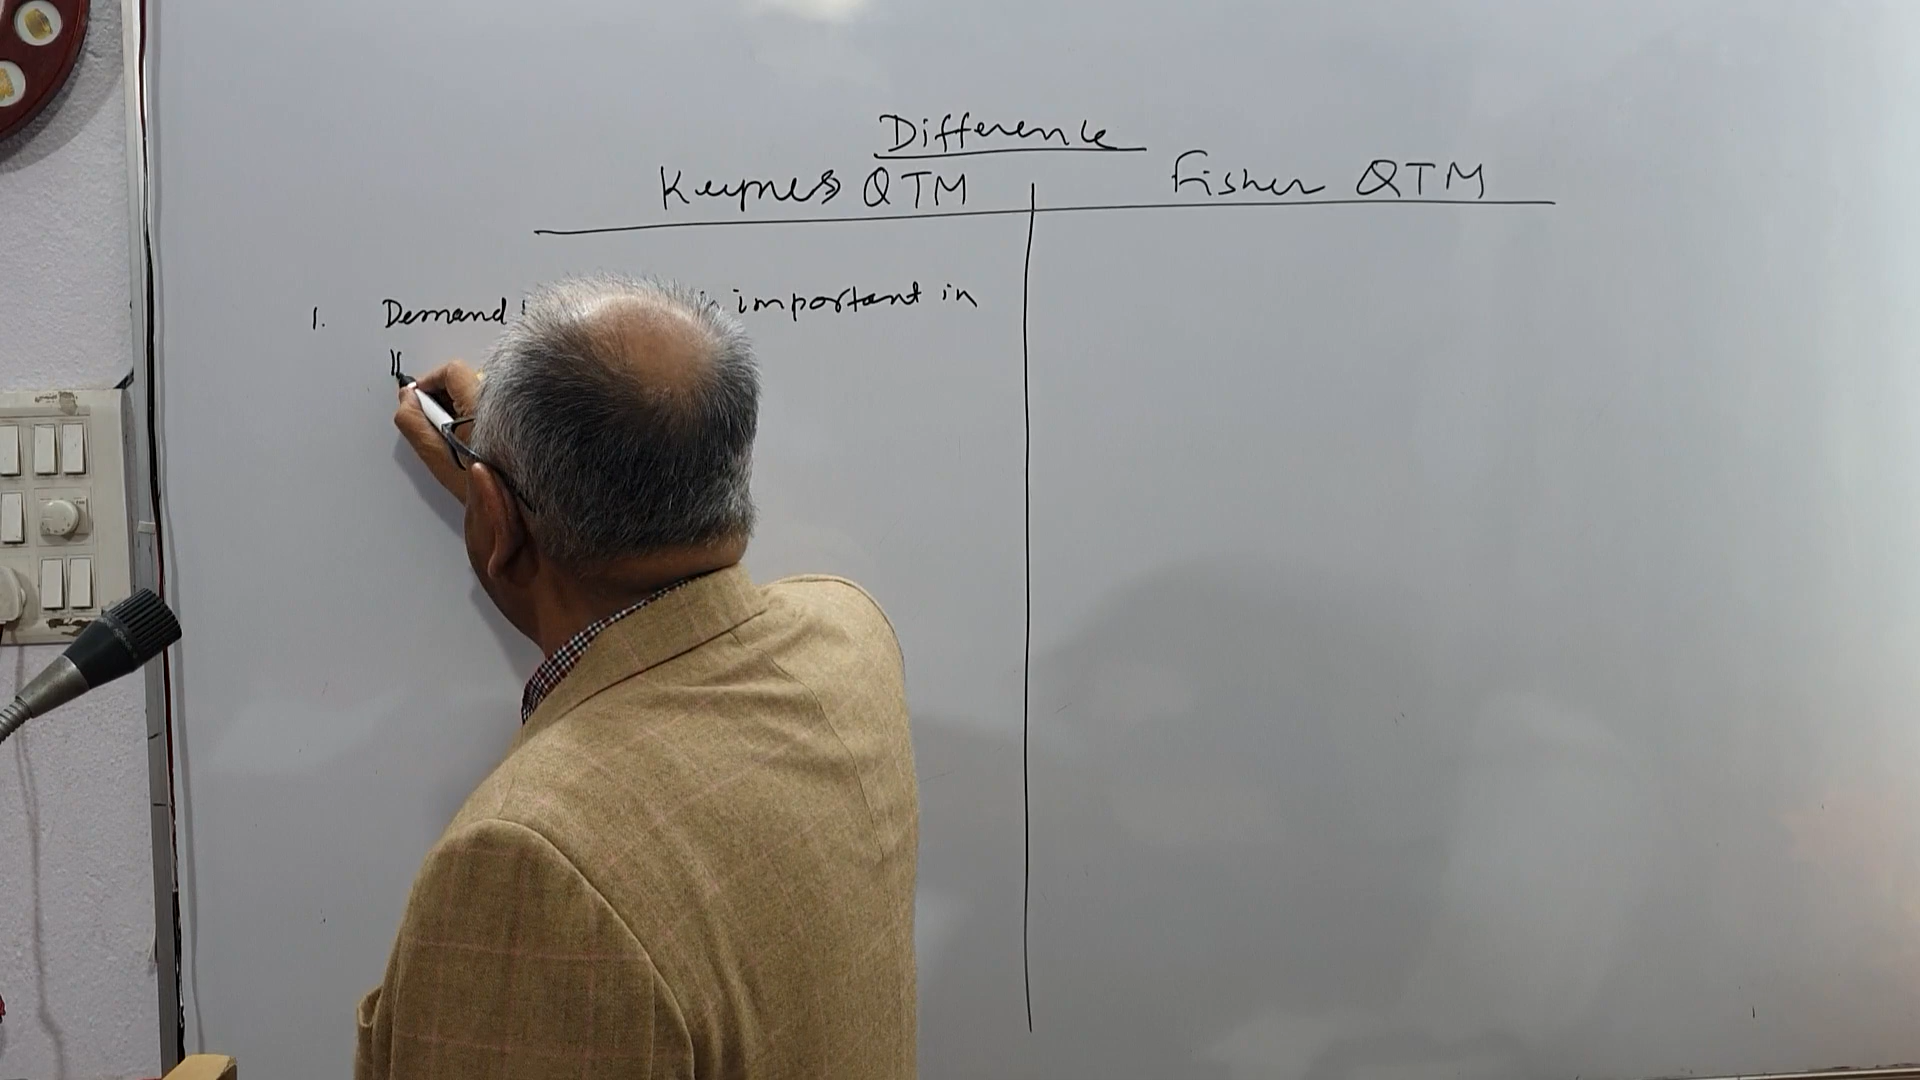 Difference
Keynes QTM
Fisher QTM
1. Demand important in